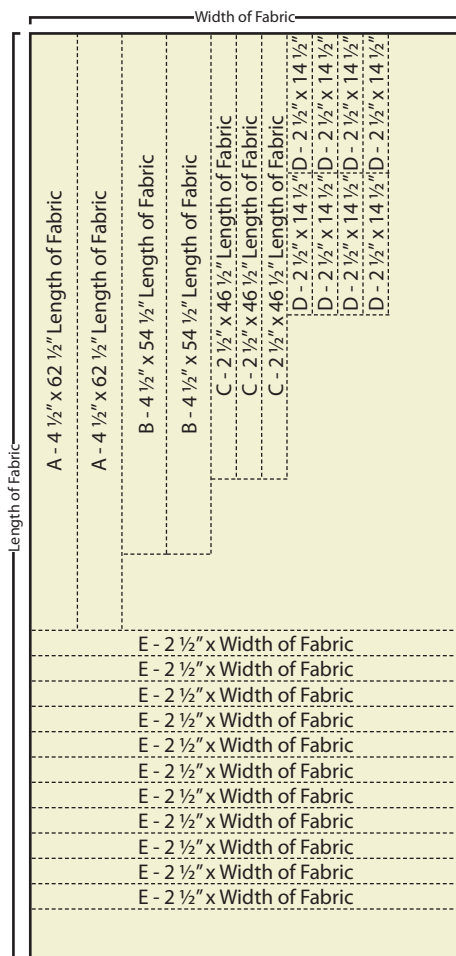 Width of Fabric
Length of Fabric
A - 4 ½” x 62 ½” Length of Fabric
A - 4 ½” x 62 ½” Length of Fabric
B - 4 ½” x 54 ½” Length of Fabric
B - 4 ½” x 54 ½” Length of Fabric
C - 2 ½” x 46 ½” Length of Fabric
C - 2 ½” x 46 ½” Length of Fabric
C - 2 ½” x 46 ½” Length of Fabric
D - 2 ½” x 14 ½”
D - 2 ½” x 14 ½”
D - 2 ½” x 14 ½”
D - 2 ½” x 14 ½”
D - 2 ½” x 14 ½”
D - 2 ½” x 14 ½”
D - 2 ½” x 14 ½”
D - 2 ½” x 14 ½”
E - 2 ½” x Width of Fabric
E - 2 ½” x Width of Fabric
E - 2 ½” x Width of Fabric
E - 2 ½” x Width of Fabric
E - 2 ½” x Width of Fabric
E - 2 ½” x Width of Fabric
E - 2 ½” x Width of Fabric
E - 2 ½” x Width of Fabric
E - 2 ½” x Width of Fabric
E - 2 ½” x Width of Fabric
E - 2 ½” x Width of Fabric